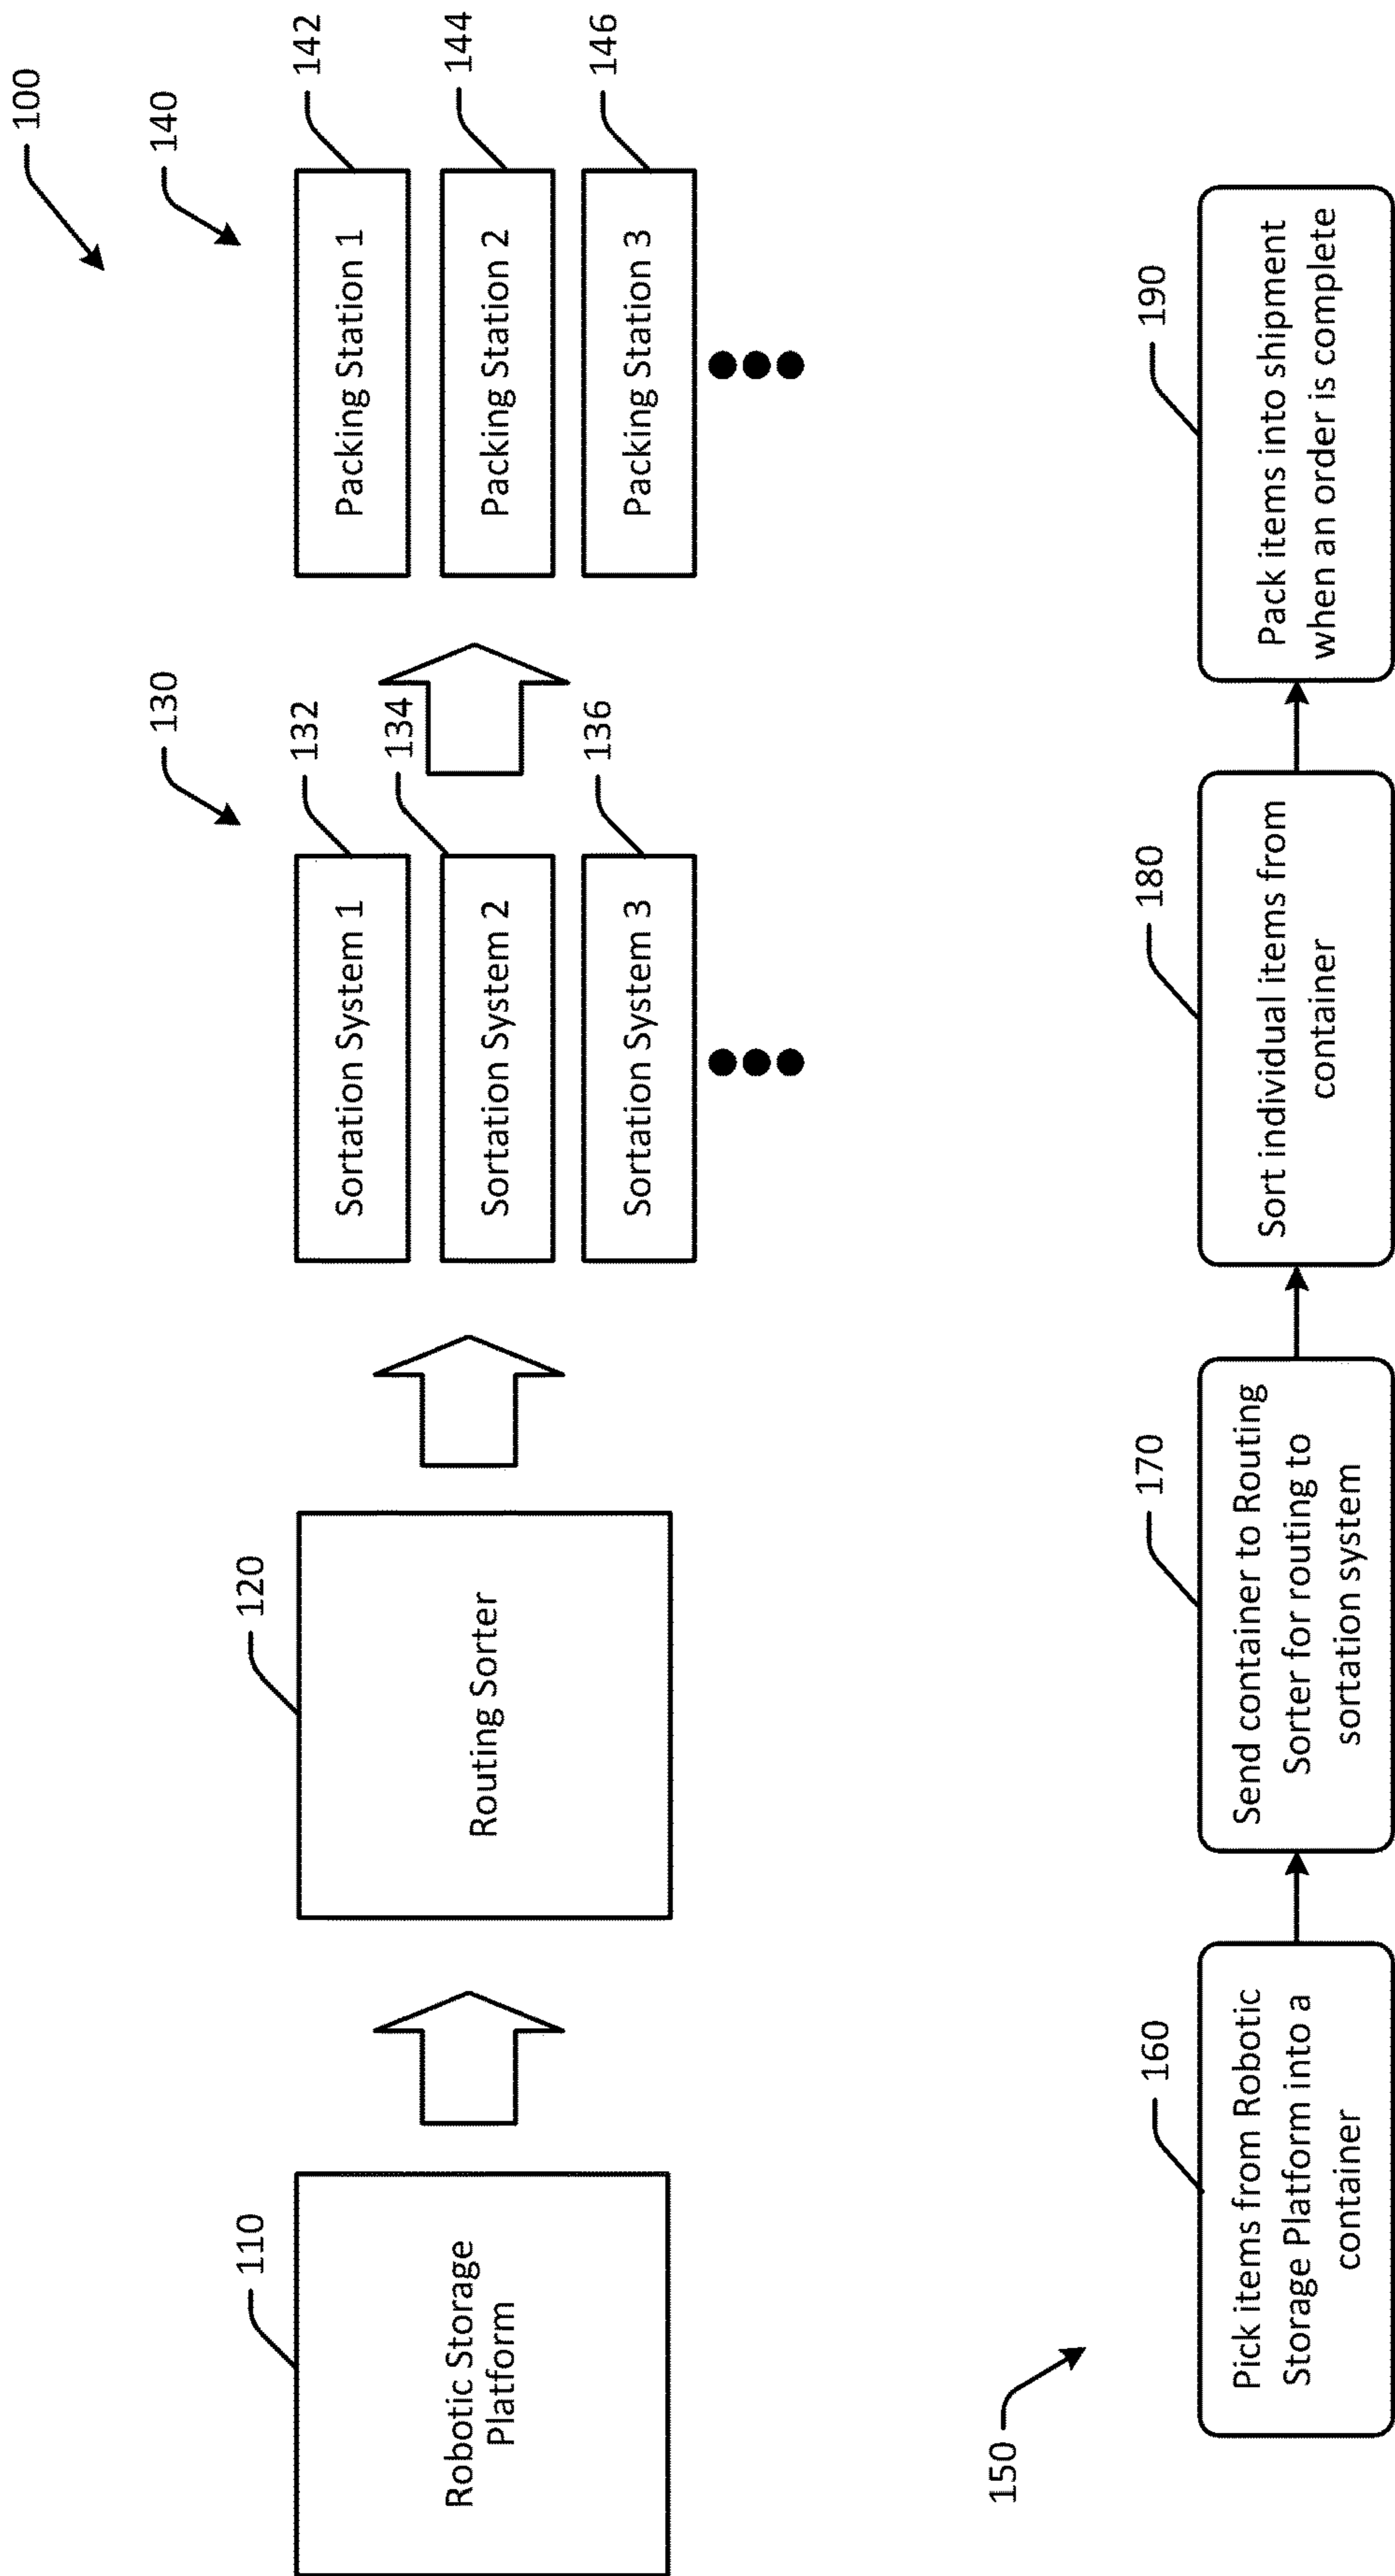 100
110
Robotic Storage
Platform
120
Routing Sorter
130
132
Sortation System 1
134
Sortation System 2
136
Sortation System 3
140
142
Packing Station 1
144
Packing Station 2
146
Packing Station 3
150
160
Pick items from Robotic
Storage Platform into a
container
170
Send container to Routing
Sorter for routing to
sortation system
180
Sort individual items from
container
190
Pack items into shipment
when an order is complete